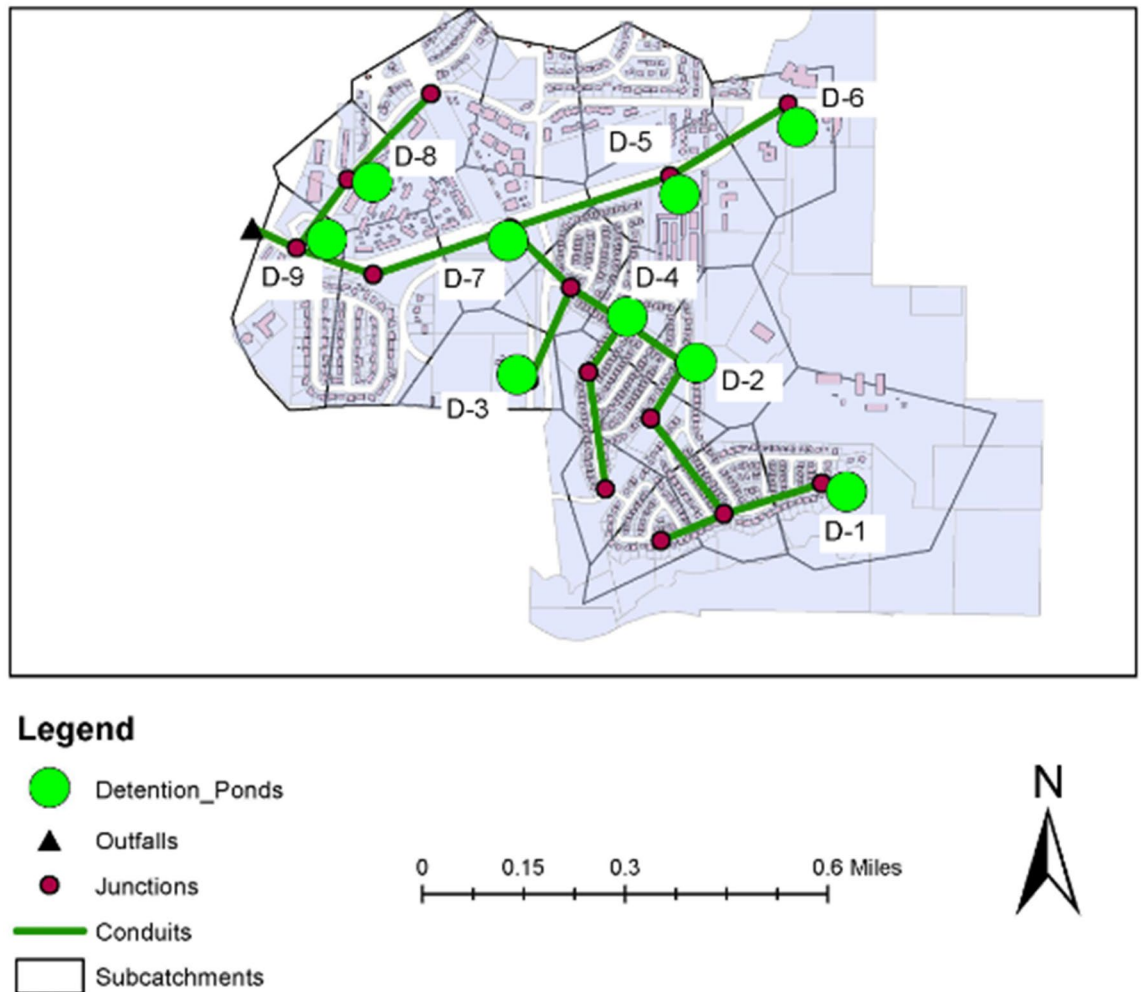 D-6
D-5
D-8
D-9
D-7
D-4
D-2
D-3
D-1
Legend
Detention_Ponds
Outfalls
Junctions
Conduits
Subcatchments
0 0.15 0.3 0.6 Miles
N